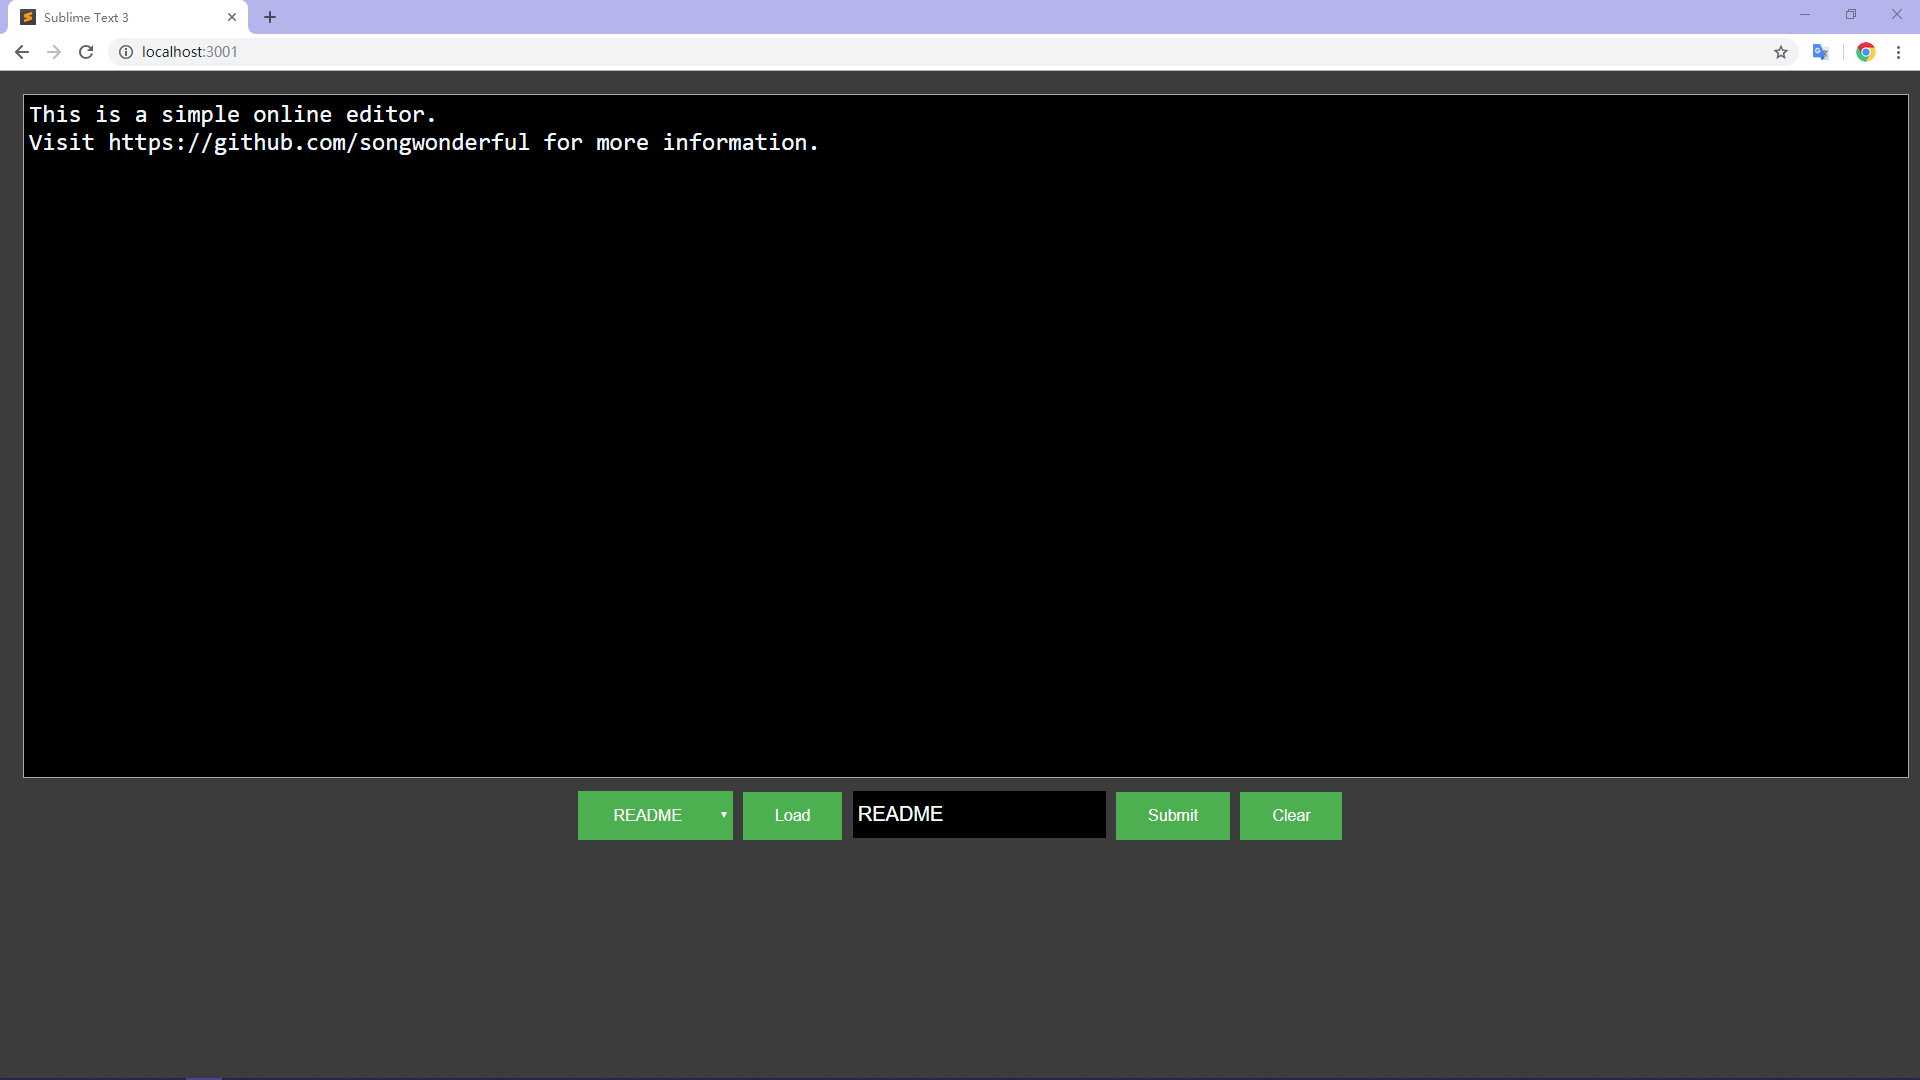 Sublime Text 3
localhost:3001
This is a simple online editor.
Visit https://github.com/songwonderful for more information.
README Load README Submit Clear